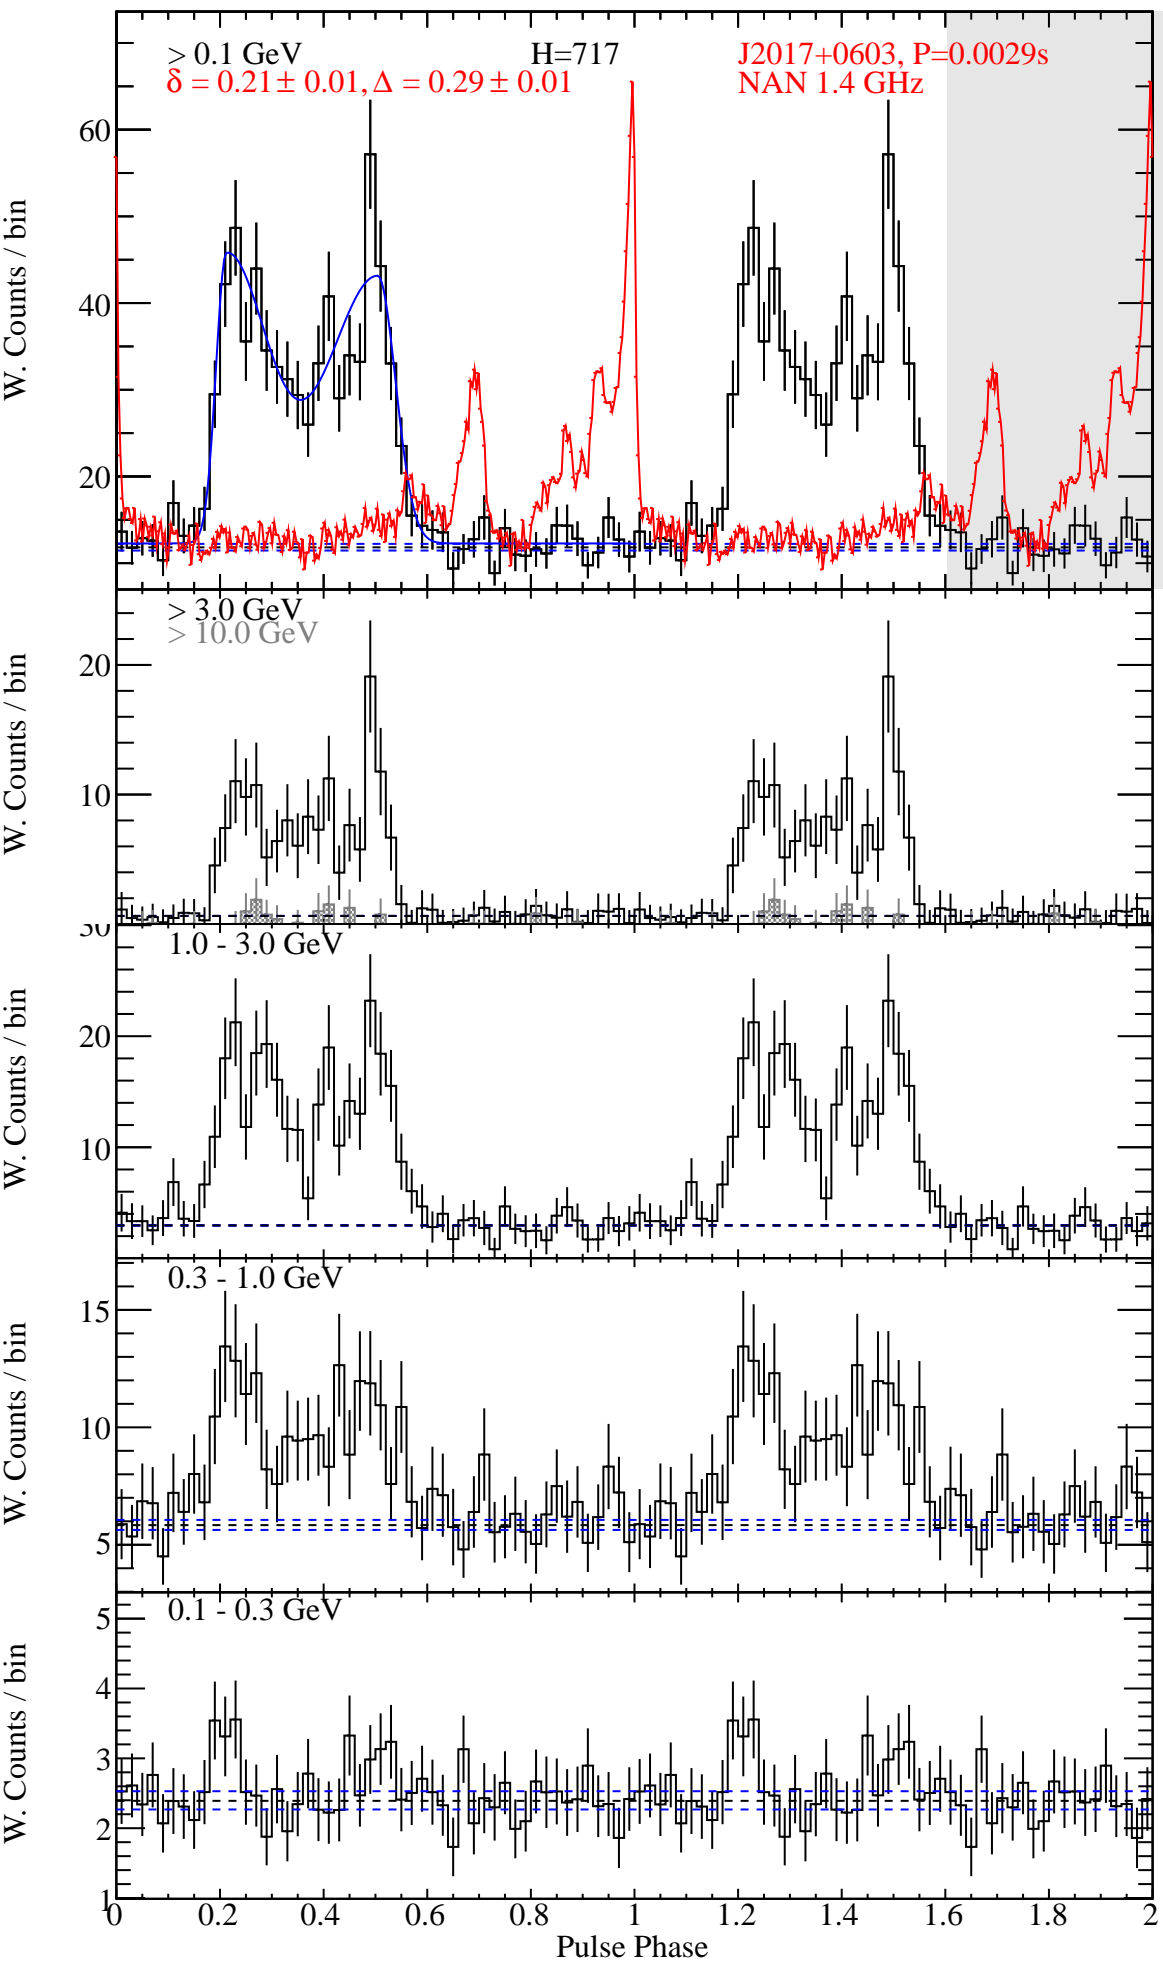 > 0.1 GeV H=717 J2017+0603, P=0.0029s
δ = 0.21 ± 0.01, Δ = 0.29 ± 0.01 NAN 1.4 GHz
W. Counts / bin
60
40
20
> 3.0 GeV
> 10.0 GeV
W. Counts / bin
20
10
1.0 - 3.0 GeV
W. Counts / bin
30
20
10
0.3 - 1.0 GeV
W. Counts / bin
15
10
5
0.1 - 0.3 GeV
W. Counts / bin
5
4
3
2
1
0 0.2 0.4 0.6 0.8 1 1.2 1.4 1.6 1.8 2
Pulse Phase